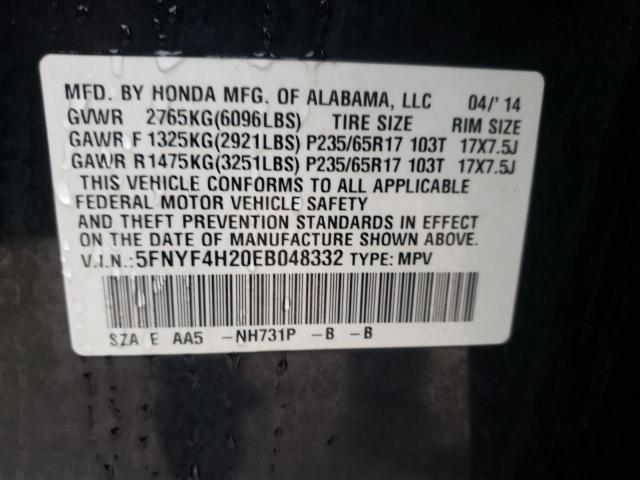 MFD. BY HONDA MFG. OF ALABAMA, LLC 04/'14
GVWR 2765KG(6096LBS) TIRE SIZE RIM SIZE
GAWR F 1325KG(2921LBS) P235/65R17 103T 17X7.5J
GAWR R1475KG(3251LBS) P235/65R17 103T 17X7.5J
THIS VEHICLE CONFORMS TO ALL APPLICABLE
FEDERAL MOTOR VEHICLE SAFETY
AND THEFT PREVENTION STANDARDS IN EFFECT
ON THE DATE OF MANUFACTURE SHOWN ABOVE.
V.I.N.:5FNYF4H20EB048332 TYPE: MPV
SZA E AA5 -NH731P -B -B